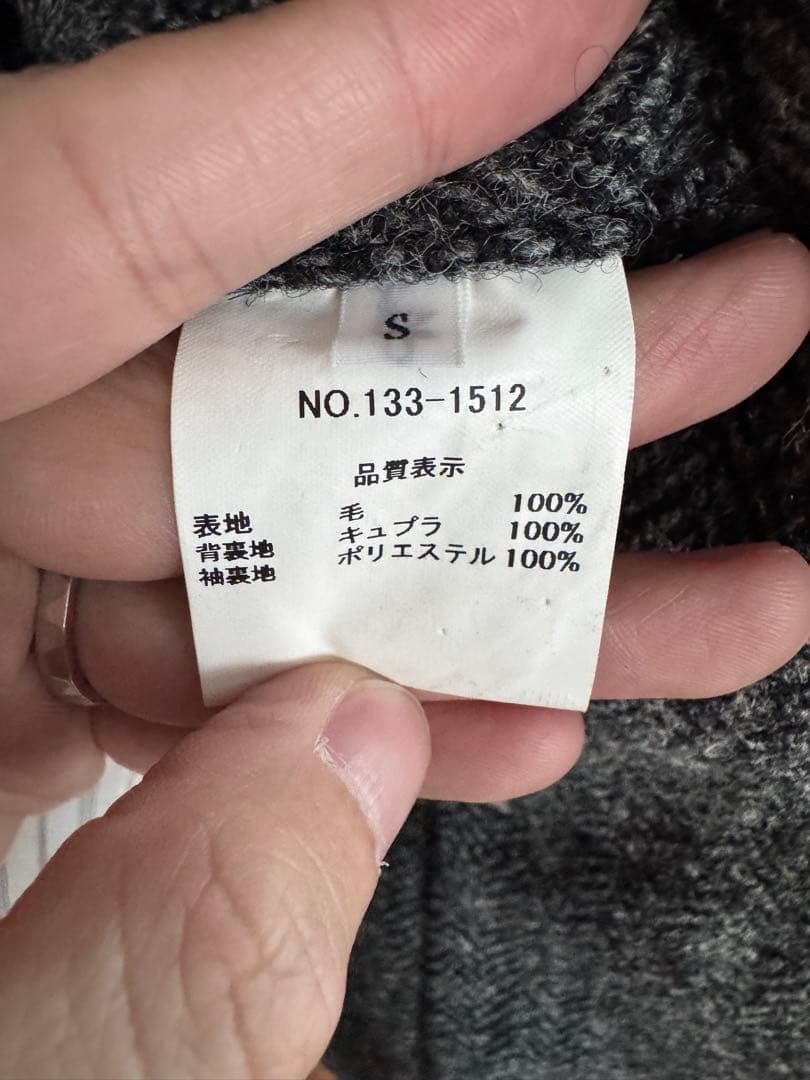 S
NO.133-1512
品質表示
表地 毛 100%
背裏地 キュプラ 100%
袖裏地 ポリエステル 100%